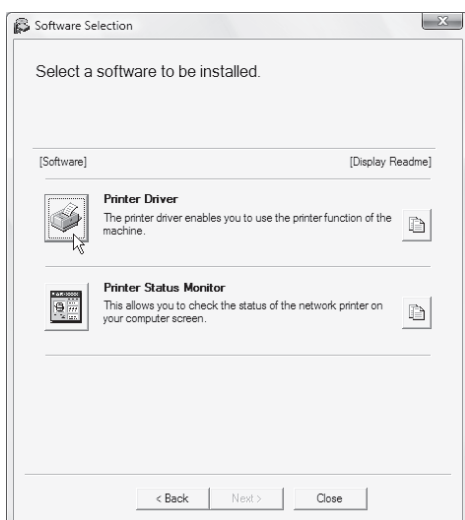 Software Selection
Select a software to be installed.
[Software] [Display Readme]
Printer Driver
The printer driver enables you to use the printer function of the
machine.
Printer Status Monitor
This allows you to check the status of the network printer on
your computer screen.
< Back Next > Close